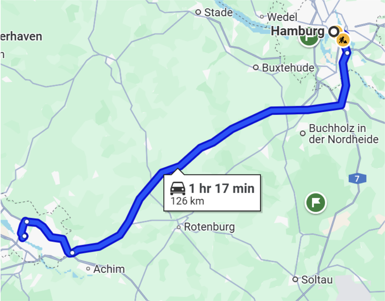 Stade
Wedel
Hamburg
erhaven
Buxtehude
Buchholz in
der Nordheide
1 hr 17 min
126 km
7
Rotenburg
Achim
Soltau